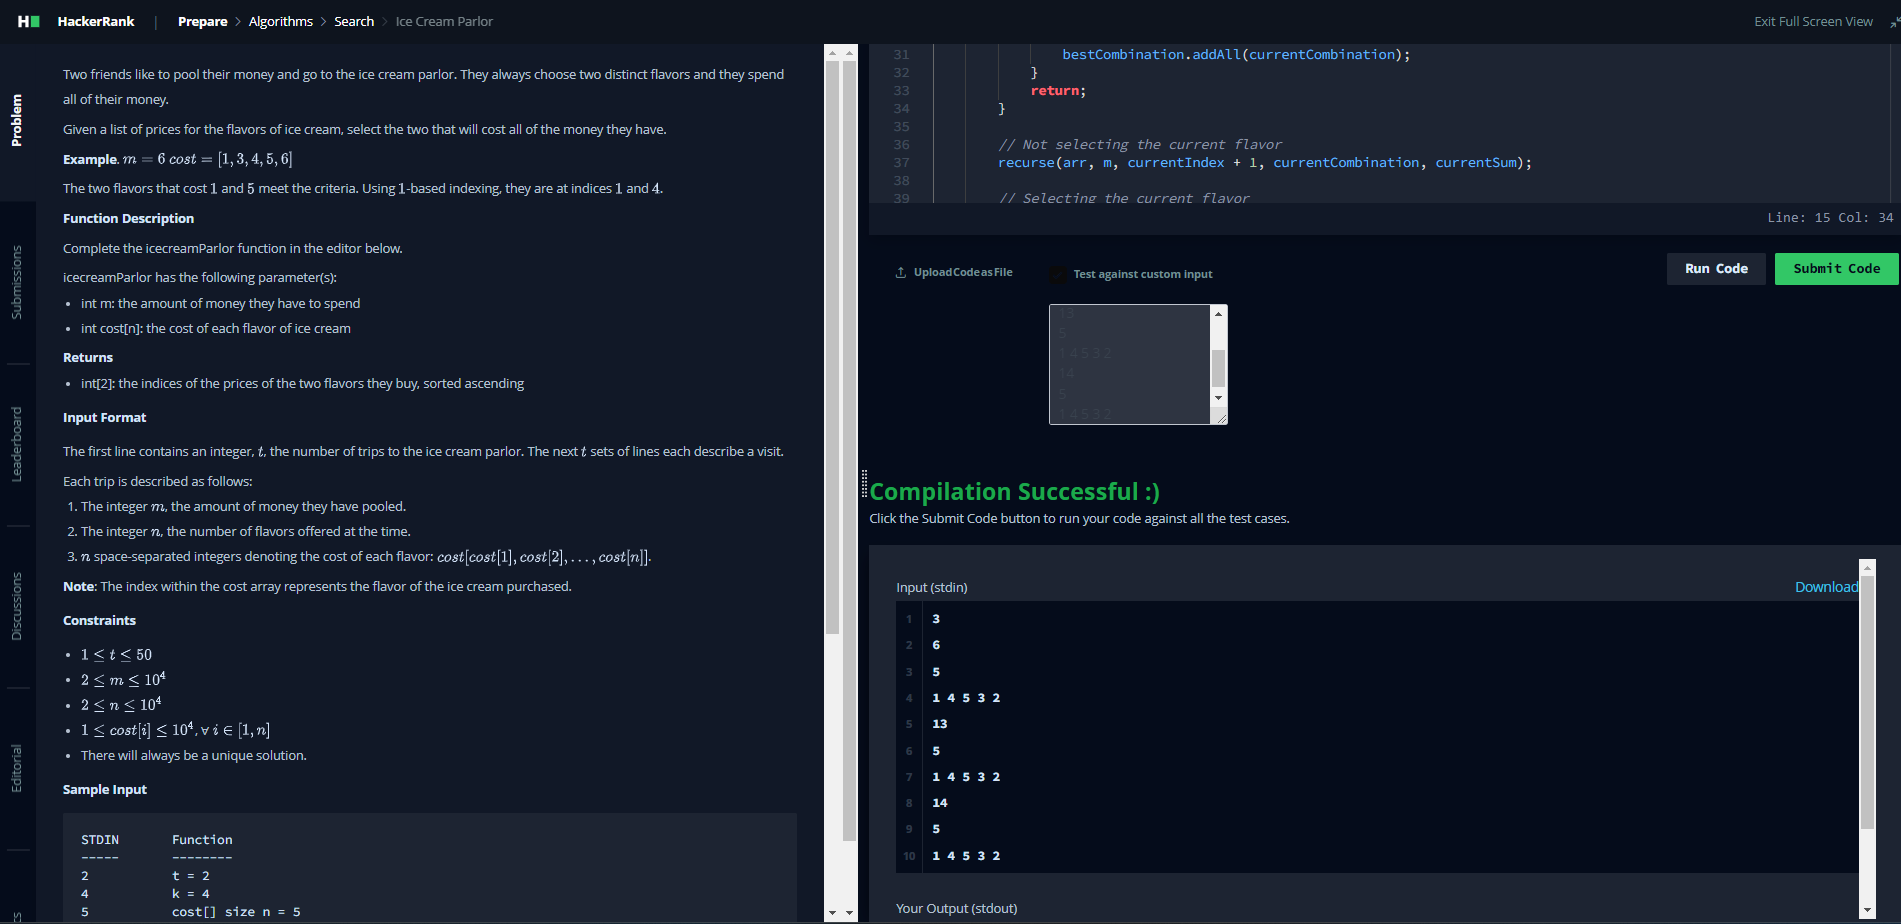 HackerRank | Prepare > Algorithms > Search > Ice Cream Parlor
Exit Full Screen View
Problem
Submissions
Leaderboard
Discussions
Editorial
Two friends like to pool their money and go to the ice cream parlor. They always choose two distinct flavors and they spend
all of their money.
Given a list of prices for the flavors of ice cream, select the two that will cost all of the money they have.
Example. m = 6 cost = [1, 3, 4, 5, 6]
The two flavors that cost 1 and 5 meet the criteria. Using 1-based indexing, they are at indices 1 and 4.
Function Description
Complete the icecreamParlor function in the editor below.
icecreamParlor has the following parameter(s):
• int m: the amount of money they have to spend
• int cost[n]: the cost of each flavor of ice cream
Returns
• int[2]: the indices of the prices of the two flavors they buy, sorted ascending
Input Format
The first line contains an integer, t, the number of trips to the ice cream parlor. The next t sets of lines each describe a visit.
Each trip is described as follows:
1. The integer m, the amount of money they have pooled.
2. The integer n, the number of flavors offered at the time.
3. n space-separated integers denoting the cost of each flavor: cost[cost[1], cost[2], . . . , cost[n]].
Note: The index within the cost array represents the flavor of the ice cream purchased.
Constraints
• 1 ≤ t ≤ 50
• 2 ≤ m ≤ 10⁴
• 2 ≤ n ≤ 10⁴
• 1 ≤ cost[i] ≤ 10⁴, ∀ i ∈ [1, n]
• There will always be a unique solution.
Sample Input
STDIN Function
----- --------
2 t = 2
4 k = 4
5 cost[] size n = 5
31 bestCombination.addAll(currentCombination);
32 }
33 return;
34 }
35
36 // Not selecting the current flavor
37 recurse(arr, m, currentIndex + 1, currentCombination, currentSum);
38
39 // Selecting the current flavor
Line: 15 Col: 34
Upload Code as File
Test against custom input
Run Code
Submit Code
13
5
1 4 5 3 2
14
5
1 4 5 3 2
Compilation Successful :)
Click the Submit Code button to run your code against all the test cases.
Input (stdin)
Download
1 3
2 6
3 5
4 1 4 5 3 2
5 13
6 5
7 1 4 5 3 2
8 14
9 5
10 1 4 5 3 2
Your Output (stdout)